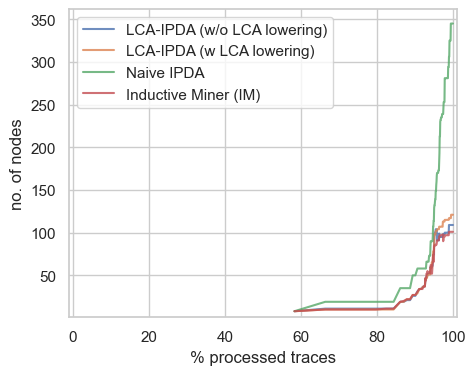 350
300
250
200
150
100
50
no. of nodes
LCA-IPDA (w/o LCA lowering)
LCA-IPDA (w LCA lowering)
Naive IPDA
Inductive Miner (IM)
0 20 40 60 80 100
% processed traces